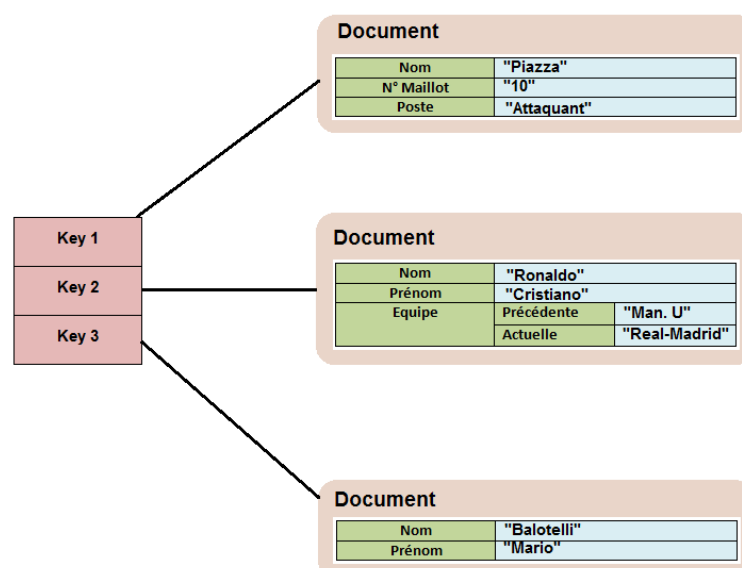 Document
Nom "Piazza"
N° Maillot "10"
Poste "Attaquant"
Key 1
Key 2
Key 3
Document
Nom "Ronaldo"
Prénom "Cristiano"
Equipe Précédente "Man. U"
Actuelle "Real-Madrid"
Document
Nom "Balotelli"
Prénom "Mario"